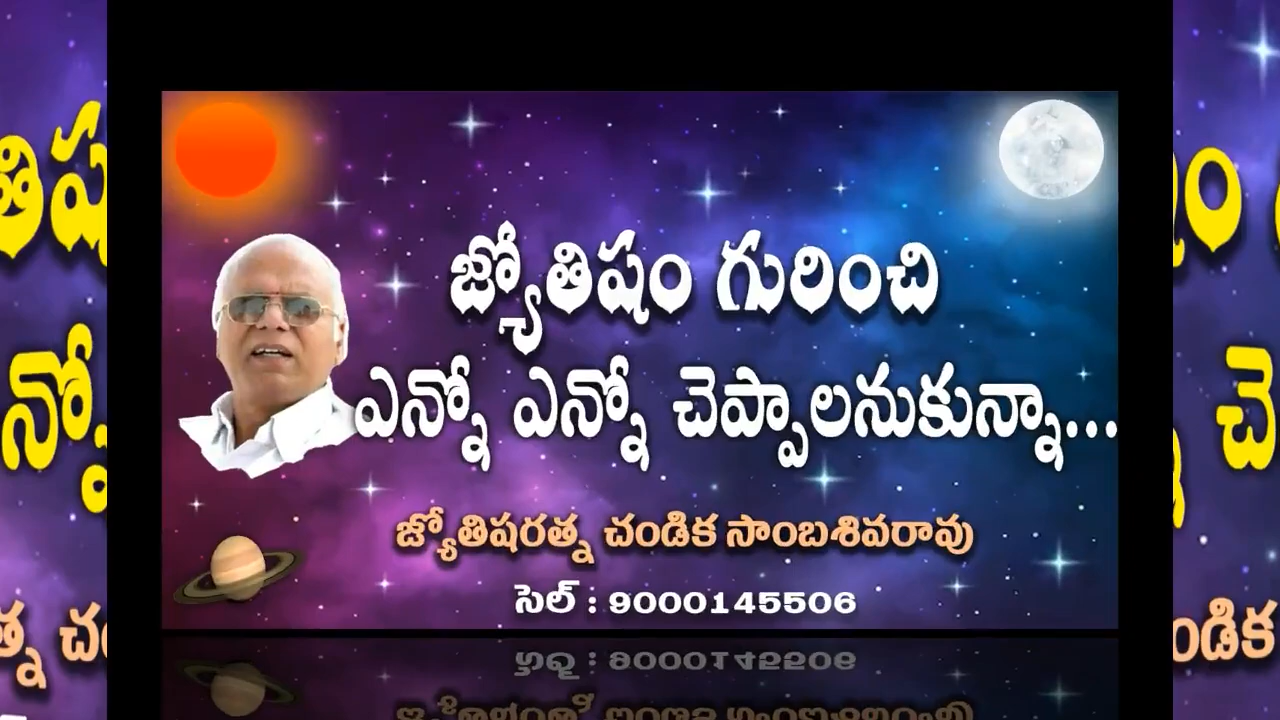 జ్యోతిషం గురించి
ఎన్నో ఎన్నో చెప్పాలనుకున్నా...
జ్యోతిషరత్న చండిక సాంబశివరావు
సెల్ : 9000145506